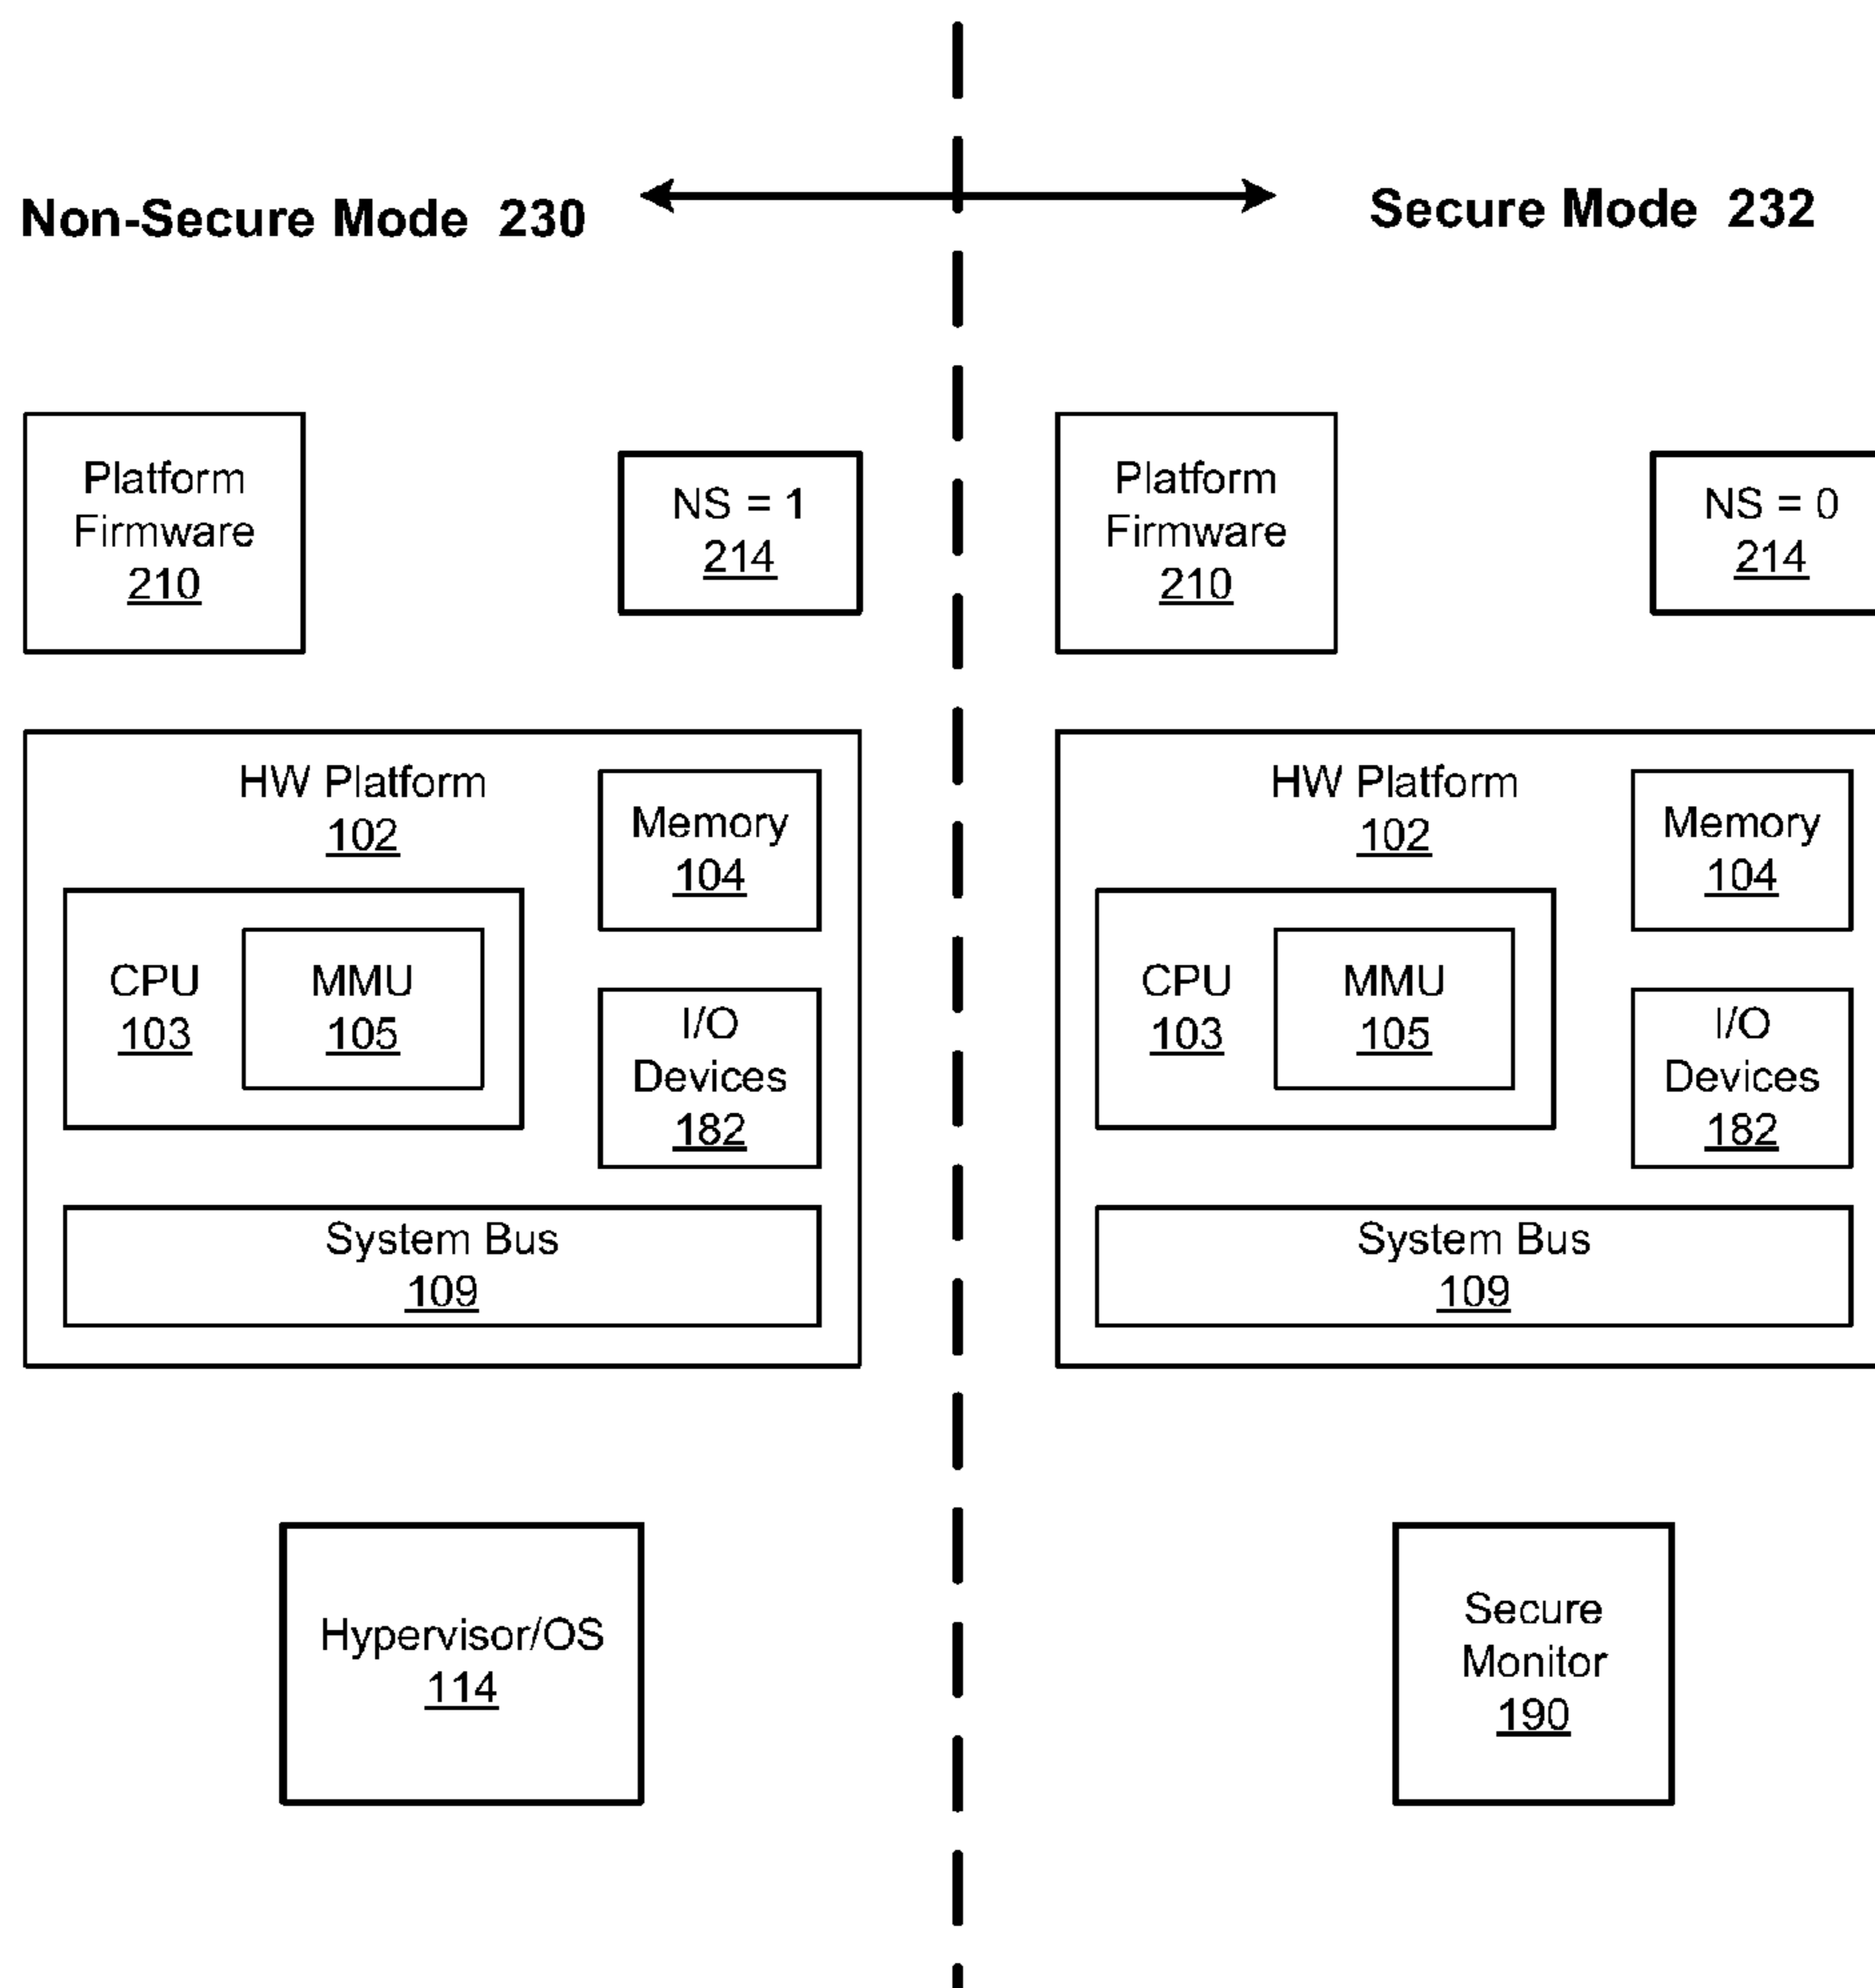 Non-Secure Mode 230
Secure Mode 232
Platform
Firmware
210
NS = 1
214
Platform
Firmware
210
NS = 0
214
HW Platform
102
Memory
104
CPU
103
MMU
105
I/O
Devices
182
System Bus
109
HW Platform
102
Memory
104
CPU
103
MMU
105
I/O
Devices
182
System Bus
109
Hypervisor/OS
114
Secure
Monitor
190